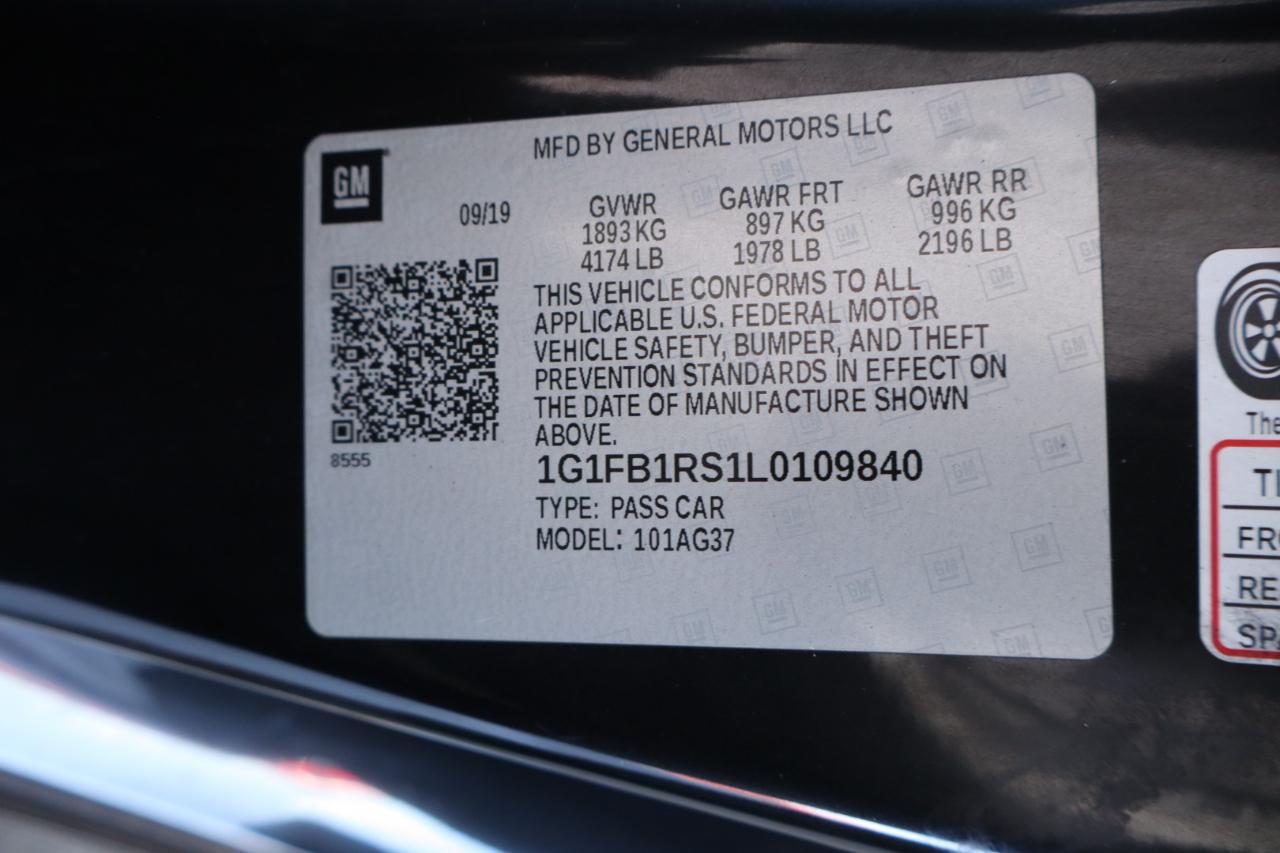 MFD BY GENERAL MOTORS LLC
GM
09/19
GVWR GAWR FRT GAWR RR
1893 KG 897 KG 996 KG
4174 LB 1978 LB 2196 LB
THIS VEHICLE CONFORMS TO ALL
APPLICABLE U.S. FEDERAL MOTOR
VEHICLE SAFETY, BUMPER, AND THEFT
PREVENTION STANDARDS IN EFFECT ON
THE DATE OF MANUFACTURE SHOWN
ABOVE.
8555
1G1FB1RS1L0109840
TYPE: PASS CAR
MODEL: 101AG37
The